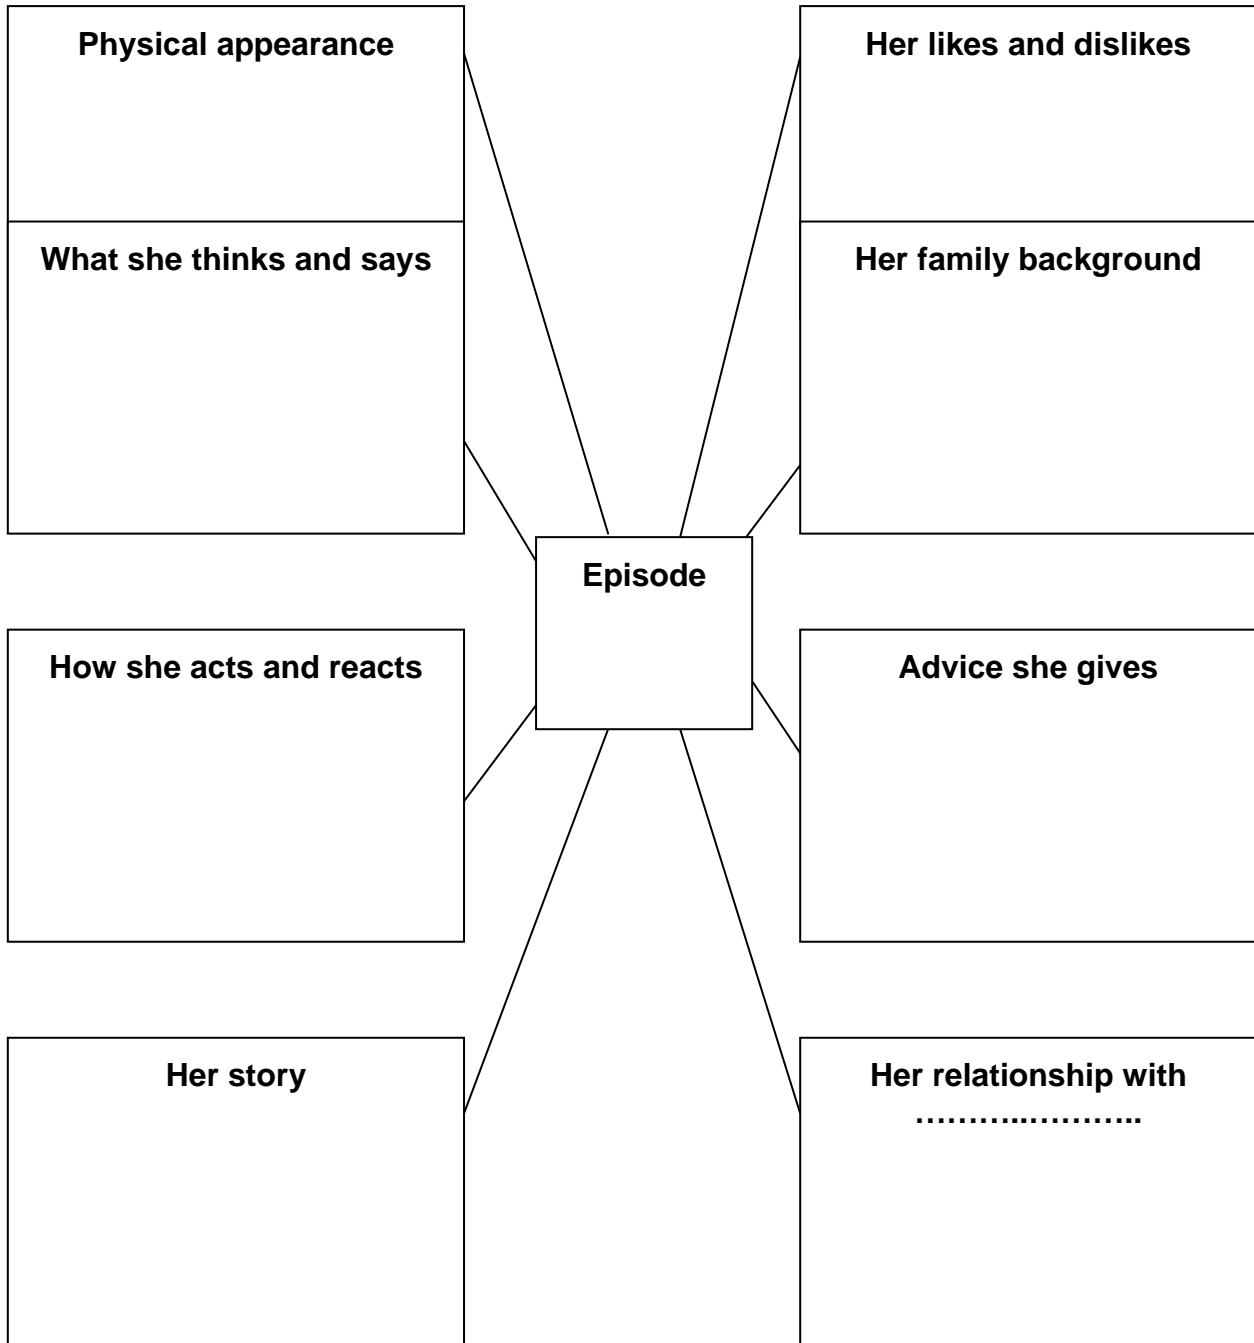 Physical appearance
Her likes and dislikes
What she thinks and says
Her family background
Episode
How she acts and reacts
Advice she gives
Her story
Her relationship with
………...………..